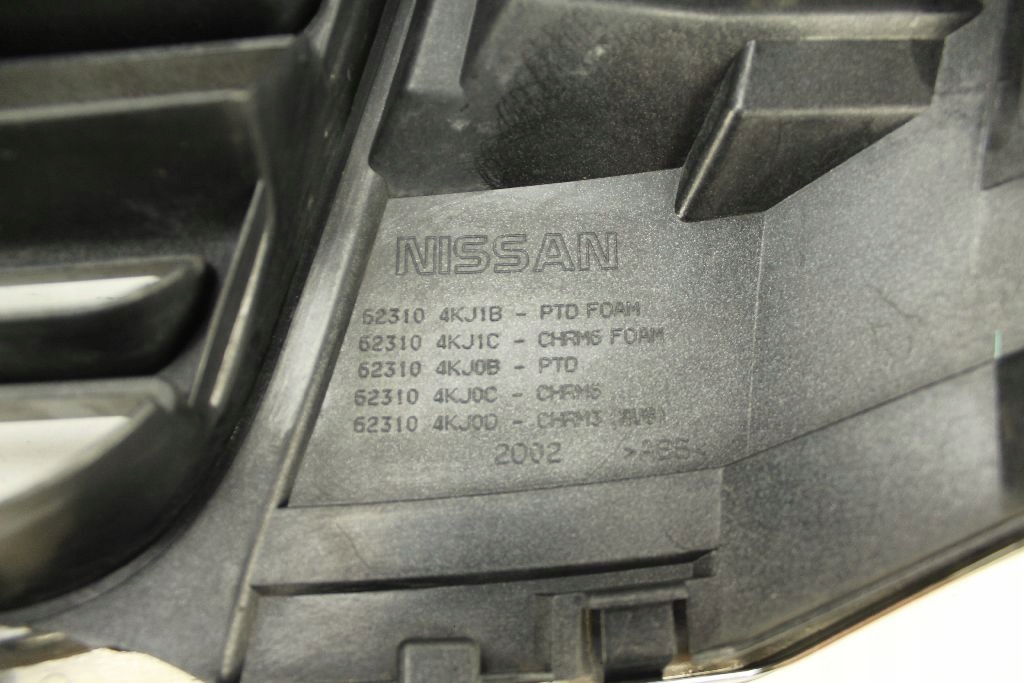 NISSAN
62310 4KJ1B - PTD FOAM
62310 4KJ1C - CHRM6 FOAM
62310 4KJ0B - PTD
62310 4KJ0C - CHRM6
62310 4KJ0D - CHRM3
2002 >ABS<